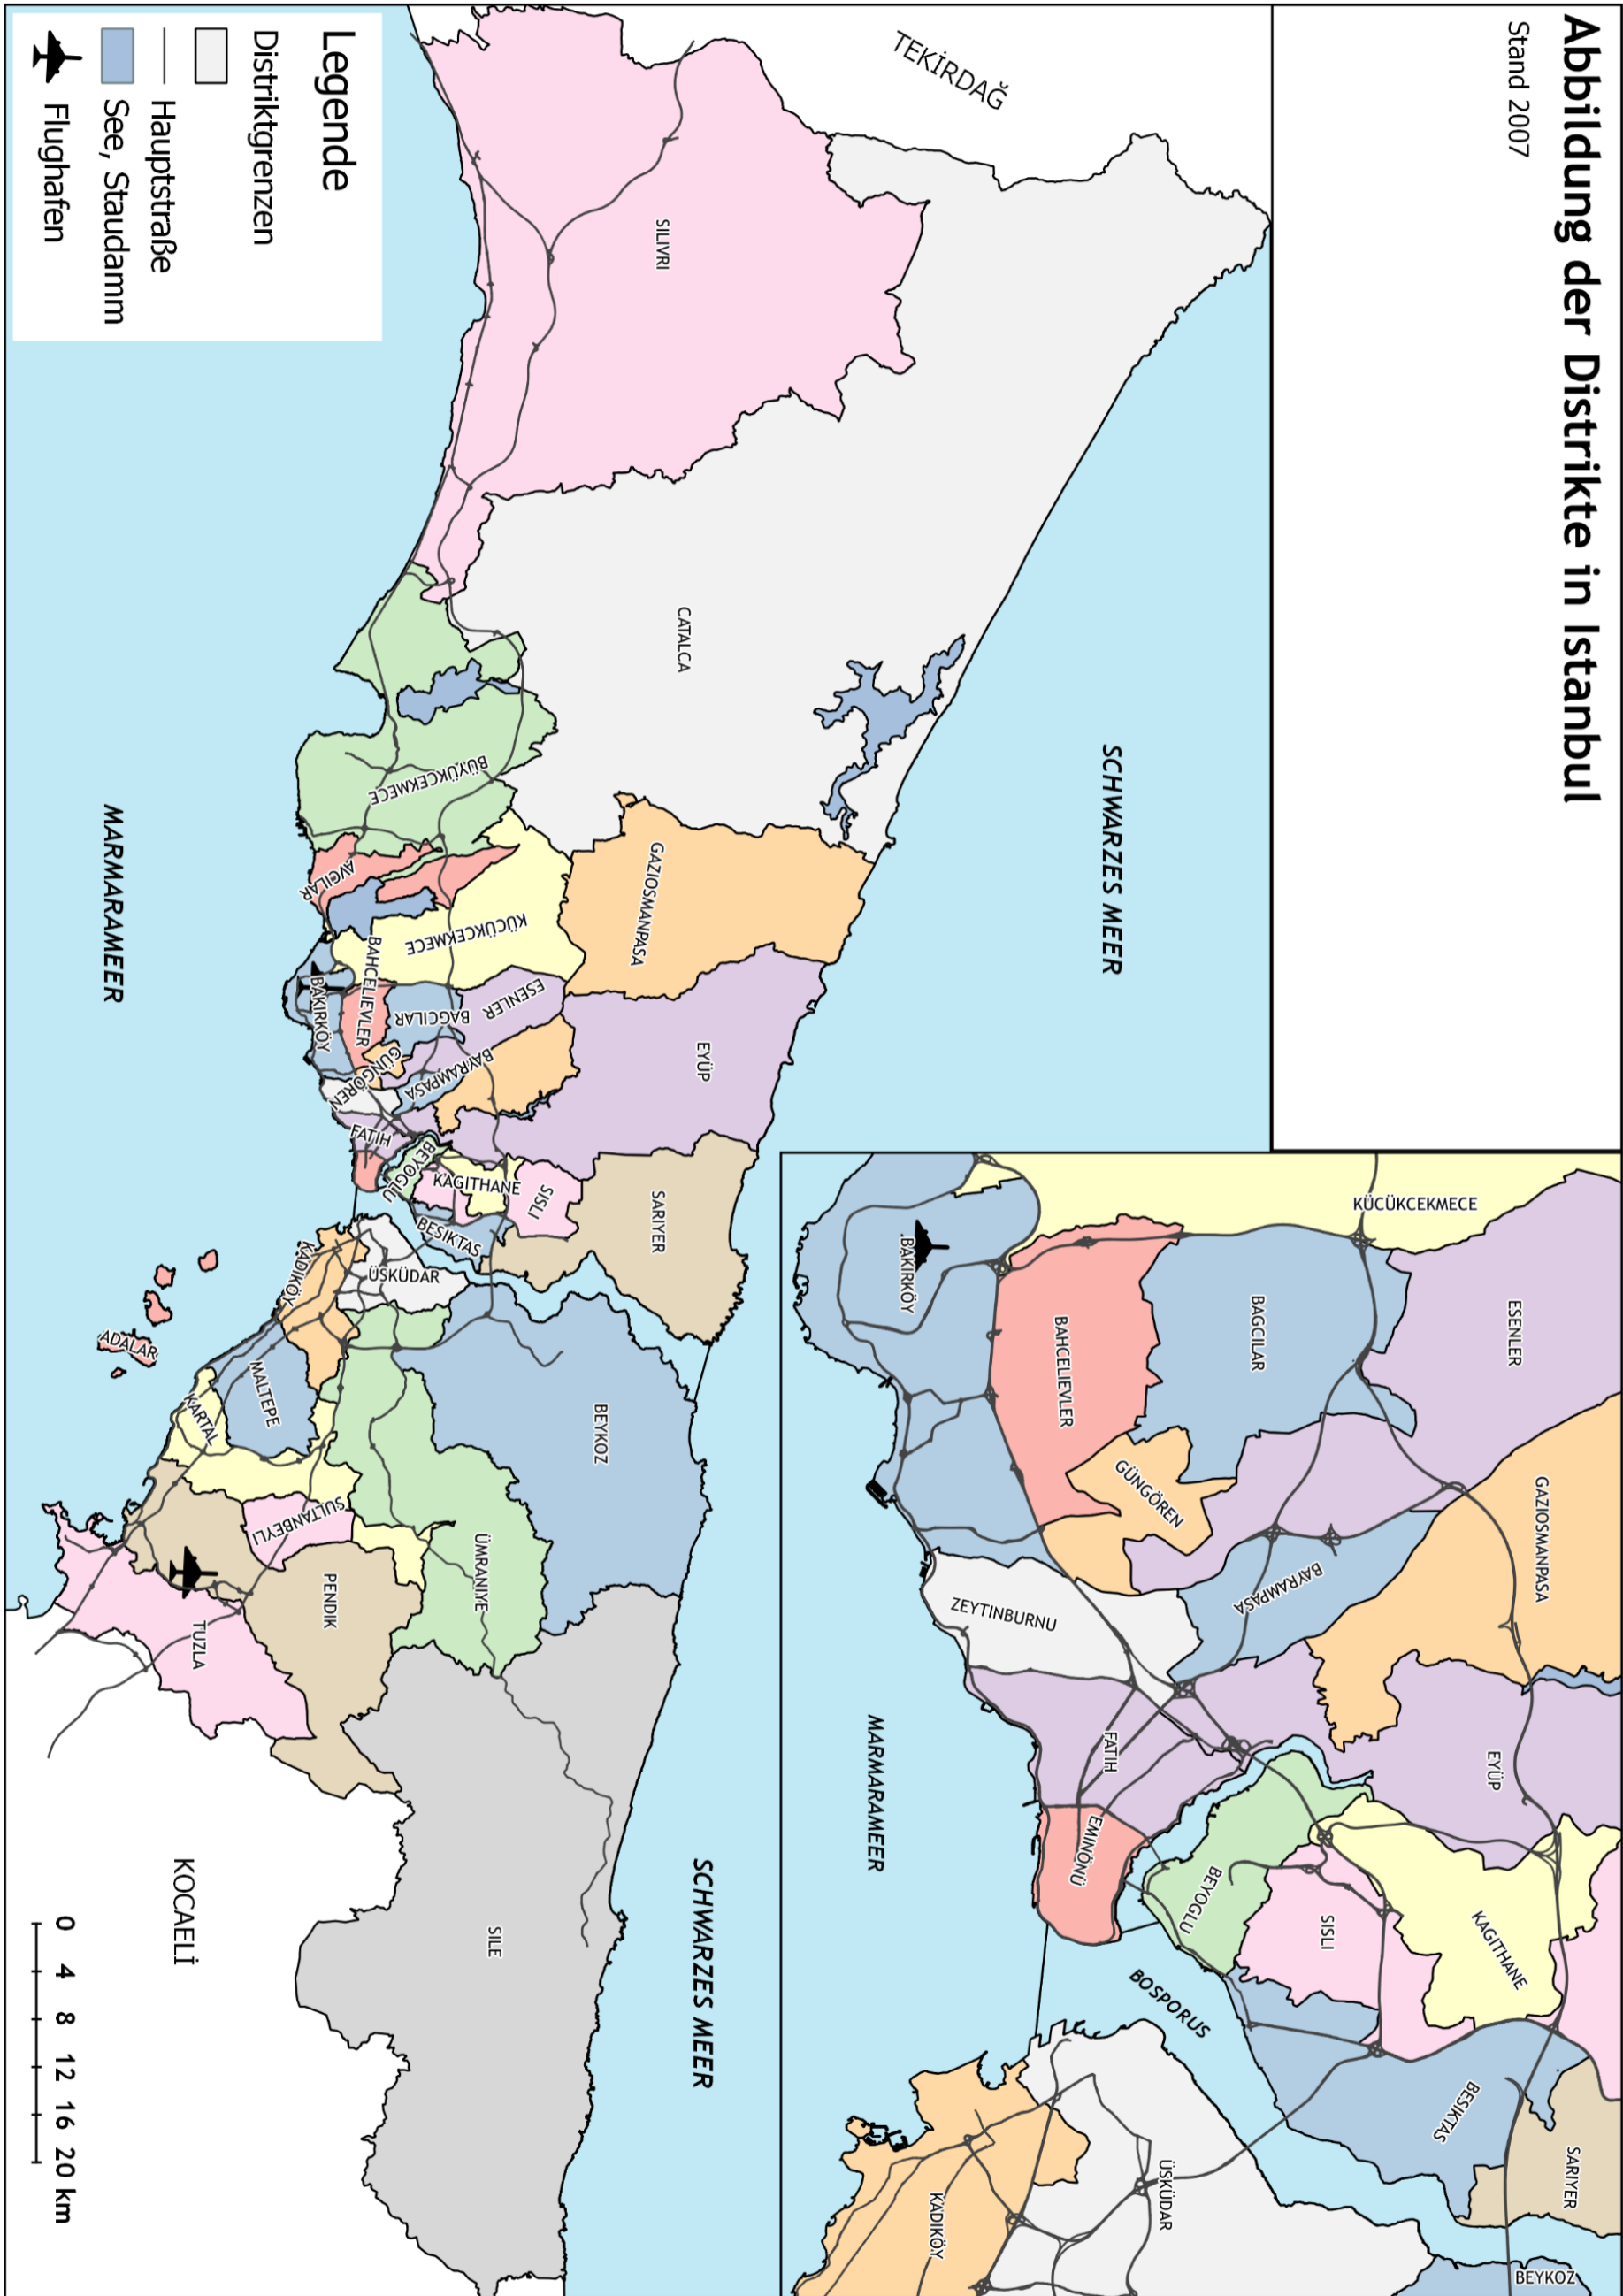 Abbildung der Distrikte in Istanbul
Stand 2007
TEKİRDAĞ
SCHWARZES MEER
SILIVRI
CATALCA
BÜYÜKCEKMECE
AVCILAR
KÜCÜKCEKMECE
GAZIOSMANPASA
BAHCELIEVLER
BAKIRKÖY
BAGCILAR
ESENLER
GÜNGÖREN
BAYRAMPASA
EYÜP
FATIH
BEYOGLU
KAGITHANE
SISLI
BESIKTAS
SARIYER
ÜSKÜDAR
KADIKÖY
ADALAR
MALTEPE
KARTAL
BEYKOZ
SULTANBEYLI
ÜMRANIYE
PENDIK
TUZLA
SILE
KOCAELİ
MARMARAMEER
SCHWARZES MEER
KÜCÜKCEKMECE
BAKIRKÖY
BAHCELIEVLER
BAGCILAR
ESENLER
GÜNGÖREN
GAZIOSMANPASA
BAYRAMPASA
ZEYTINBURNU
FATIH
EYÜP
EMINÖNÜ
BEYOGLU
SISLI
KAGITHANE
BOSPORUS
BESIKTAS
SARIYER
ÜSKÜDAR
KADIKÖY
BEYKOZ
MARMARAMEER
Legende
Distriktgrenzen
Hauptstraße
See, Staudamm
Flughafen
0 4 8 12 16 20 km